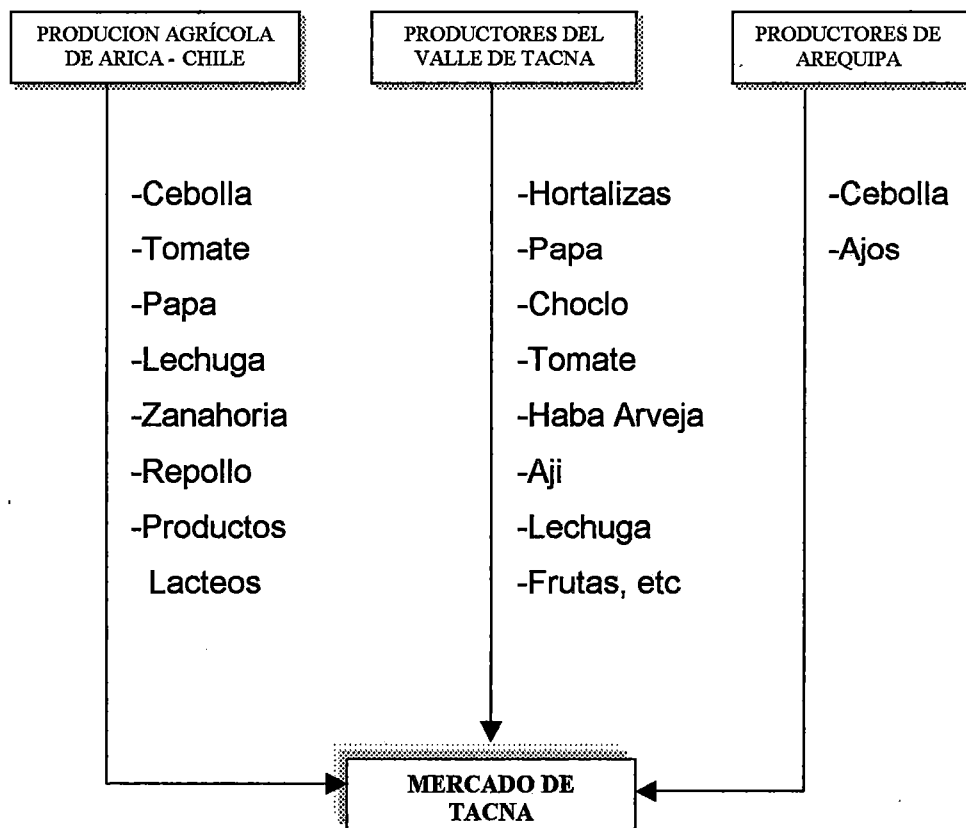 PRODUCION AGRÍCOLA
DE ARICA - CHILE
PRODUCTORES DEL
VALLE DE TACNA
PRODUCTORES DE
AREQUIPA
-Cebolla
-Tomate
-Papa
-Lechuga
-Zanahoria
-Repollo
-Productos
Lacteos
-Hortalizas
-Papa
-Choclo
-Tomate
-Haba Arveja
-Aji
-Lechuga
-Frutas, etc
-Cebolla
-Ajos
MERCADO DE
TACNA